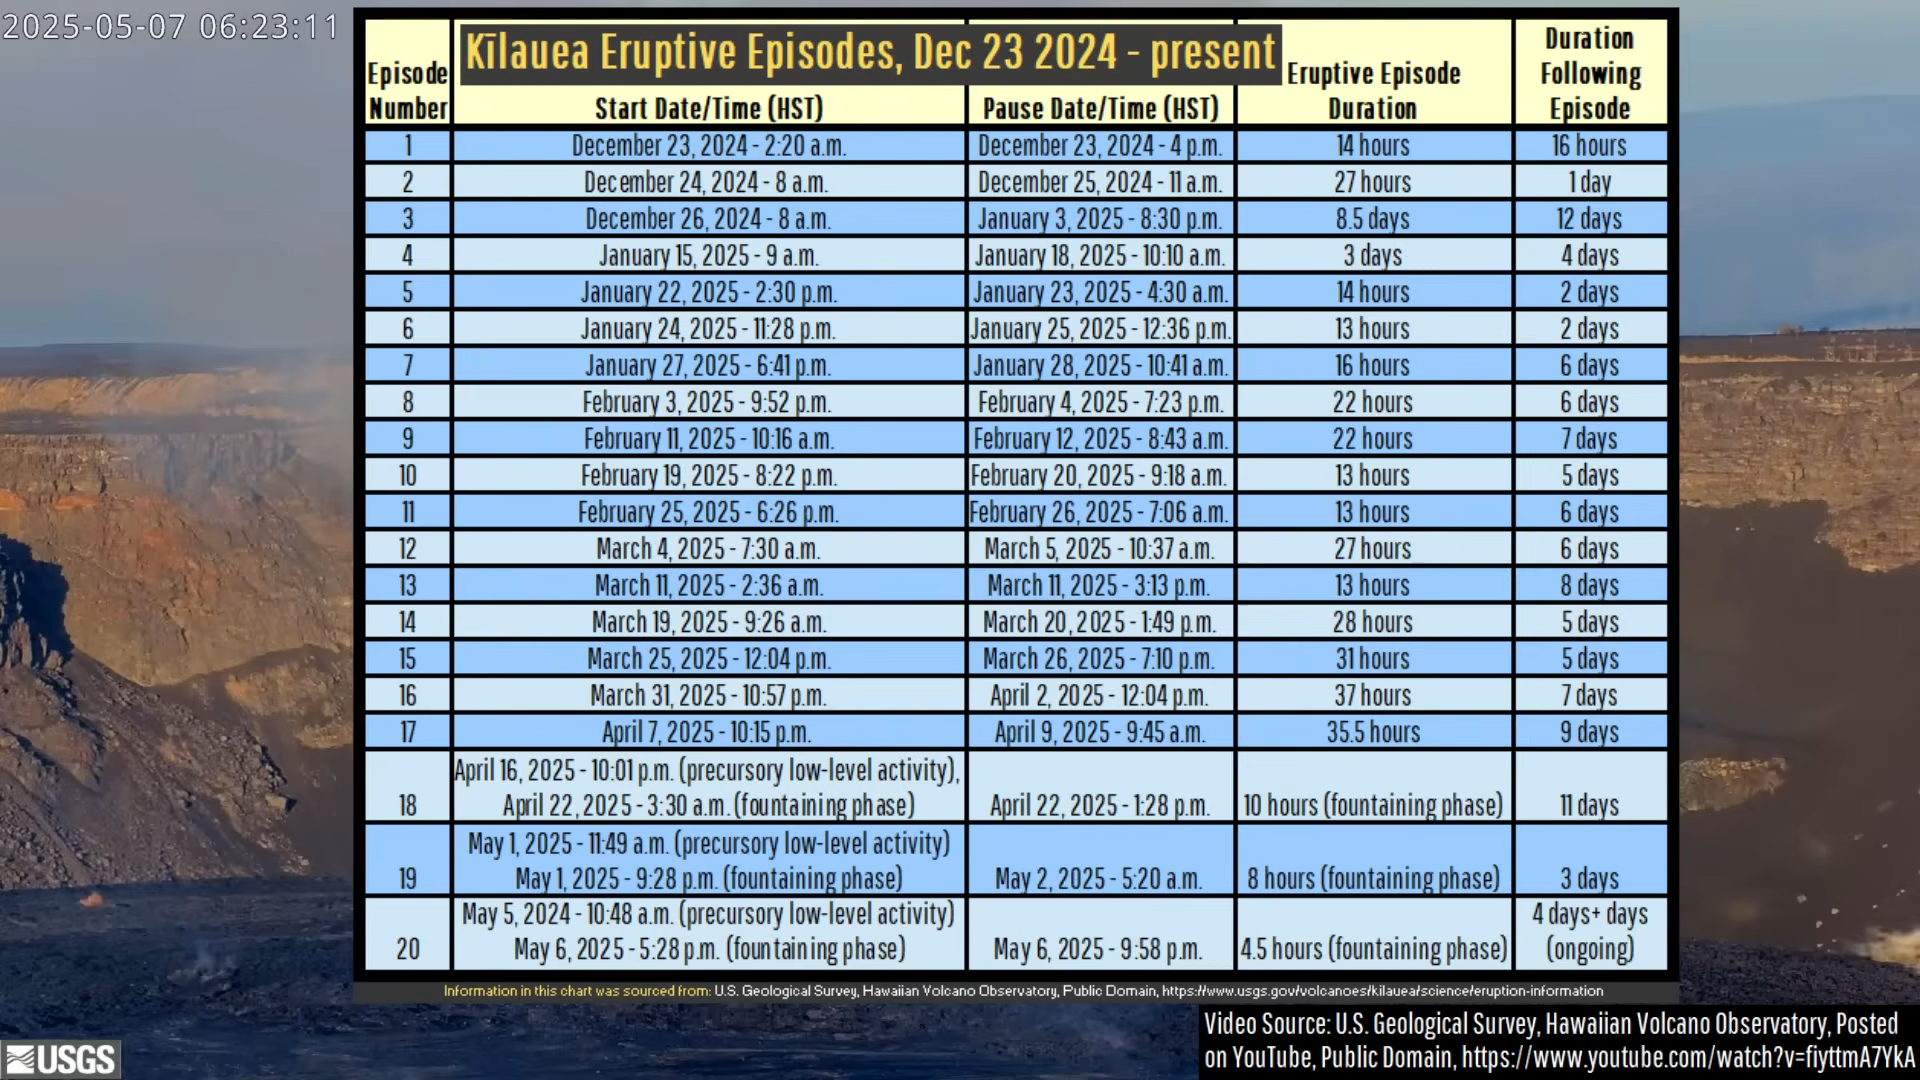 2025-05-07 06:23:11
Kīlauea Eruptive Episodes, Dec 23 2024 - present
Episode Number
Start Date/Time (HST)
Pause Date/Time (HST)
Eruptive Episode Duration
Duration Following Episode
1 December 23, 2024 - 2:20 a.m. December 23, 2024 - 4 p.m. 14 hours 16 hours
2 December 24, 2024 - 8 a.m. December 25, 2024 - 11 a.m. 27 hours 1 day
3 December 26, 2024 - 8 a.m. January 3, 2025 - 8:30 p.m. 8.5 days 12 days
4 January 15, 2025 - 9 a.m. January 18, 2025 - 10:10 a.m. 3 days 4 days
5 January 22, 2025 - 2:30 p.m. January 23, 2025 - 4:30 a.m. 14 hours 2 days
6 January 24, 2025 - 11:28 p.m. January 25, 2025 - 12:36 p.m. 13 hours 2 days
7 January 27, 2025 - 6:41 p.m. January 28, 2025 - 10:41 a.m. 16 hours 6 days
8 February 3, 2025 - 9:52 p.m. February 4, 2025 - 7:23 p.m. 22 hours 6 days
9 February 11, 2025 - 10:16 a.m. February 12, 2025 - 8:43 a.m. 22 hours 7 days
10 February 19, 2025 - 8:22 p.m. February 20, 2025 - 9:18 a.m. 13 hours 5 days
11 February 25, 2025 - 6:26 p.m. February 26, 2025 - 7:06 a.m. 13 hours 6 days
12 March 4, 2025 - 7:30 a.m. March 5, 2025 - 10:37 a.m. 27 hours 6 days
13 March 11, 2025 - 2:36 a.m. March 11, 2025 - 3:13 p.m. 13 hours 8 days
14 March 19, 2025 - 9:26 a.m. March 20, 2025 - 1:49 p.m. 28 hours 5 days
15 March 25, 2025 - 12:04 p.m. March 26, 2025 - 7:10 p.m. 31 hours 5 days
16 March 31, 2025 - 10:57 p.m. April 2, 2025 - 12:04 p.m. 37 hours 7 days
17 April 7, 2025 - 10:15 p.m. April 9, 2025 - 9:45 a.m. 35.5 hours 9 days
April 16, 2025 - 10:01 p.m. (precursory low-level activity),
18 April 22, 2025 - 3:30 a.m. (fountaining phase) April 22, 2025 - 1:28 p.m. 10 hours (fountaining phase) 11 days
May 1, 2025 - 11:49 a.m. (precursory low-level activity)
19 May 1, 2025 - 9:28 p.m. (fountaining phase) May 2, 2025 - 5:20 a.m. 8 hours (fountaining phase) 3 days
May 5, 2024 - 10:48 a.m. (precursory low-level activity) 4 days+ days
20 May 6, 2025 - 5:28 p.m. (fountaining phase) May 6, 2025 - 9:58 p.m. 4.5 hours (fountaining phase) (ongoing)
Information in this chart was sourced from: U.S. Geological Survey, Hawaiian Volcano Observatory, Public Domain, https://www.usgs.gov/volcanoes/kilauea/science/eruption-information
Video Source: U.S. Geological Survey, Hawaiian Volcano Observatory, Posted
on YouTube, Public Domain, https://www.youtube.com/watch?v=fiyttmA7YkA
USGS